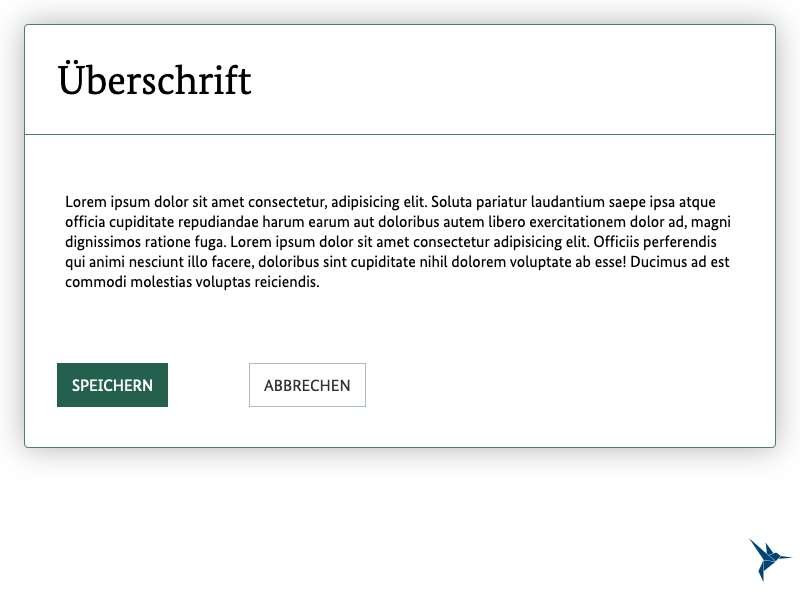 Überschrift
Lorem ipsum dolor sit amet consectetur, adipisicing elit. Soluta pariatur laudantium saepe ipsa atque
officia cupiditate repudiandae harum earum aut doloribus autem libero exercitationem dolor ad, magni
dignissimos ratione fuga. Lorem ipsum dolor sit amet consectetur adipisicing elit. Officiis perferendis
qui animi nesciunt illo facere, doloribus sint cupiditate nihil dolorem voluptate ab esse! Ducimus ad est
commodi molestias voluptas reiciendis.
SPEICHERN
ABBRECHEN